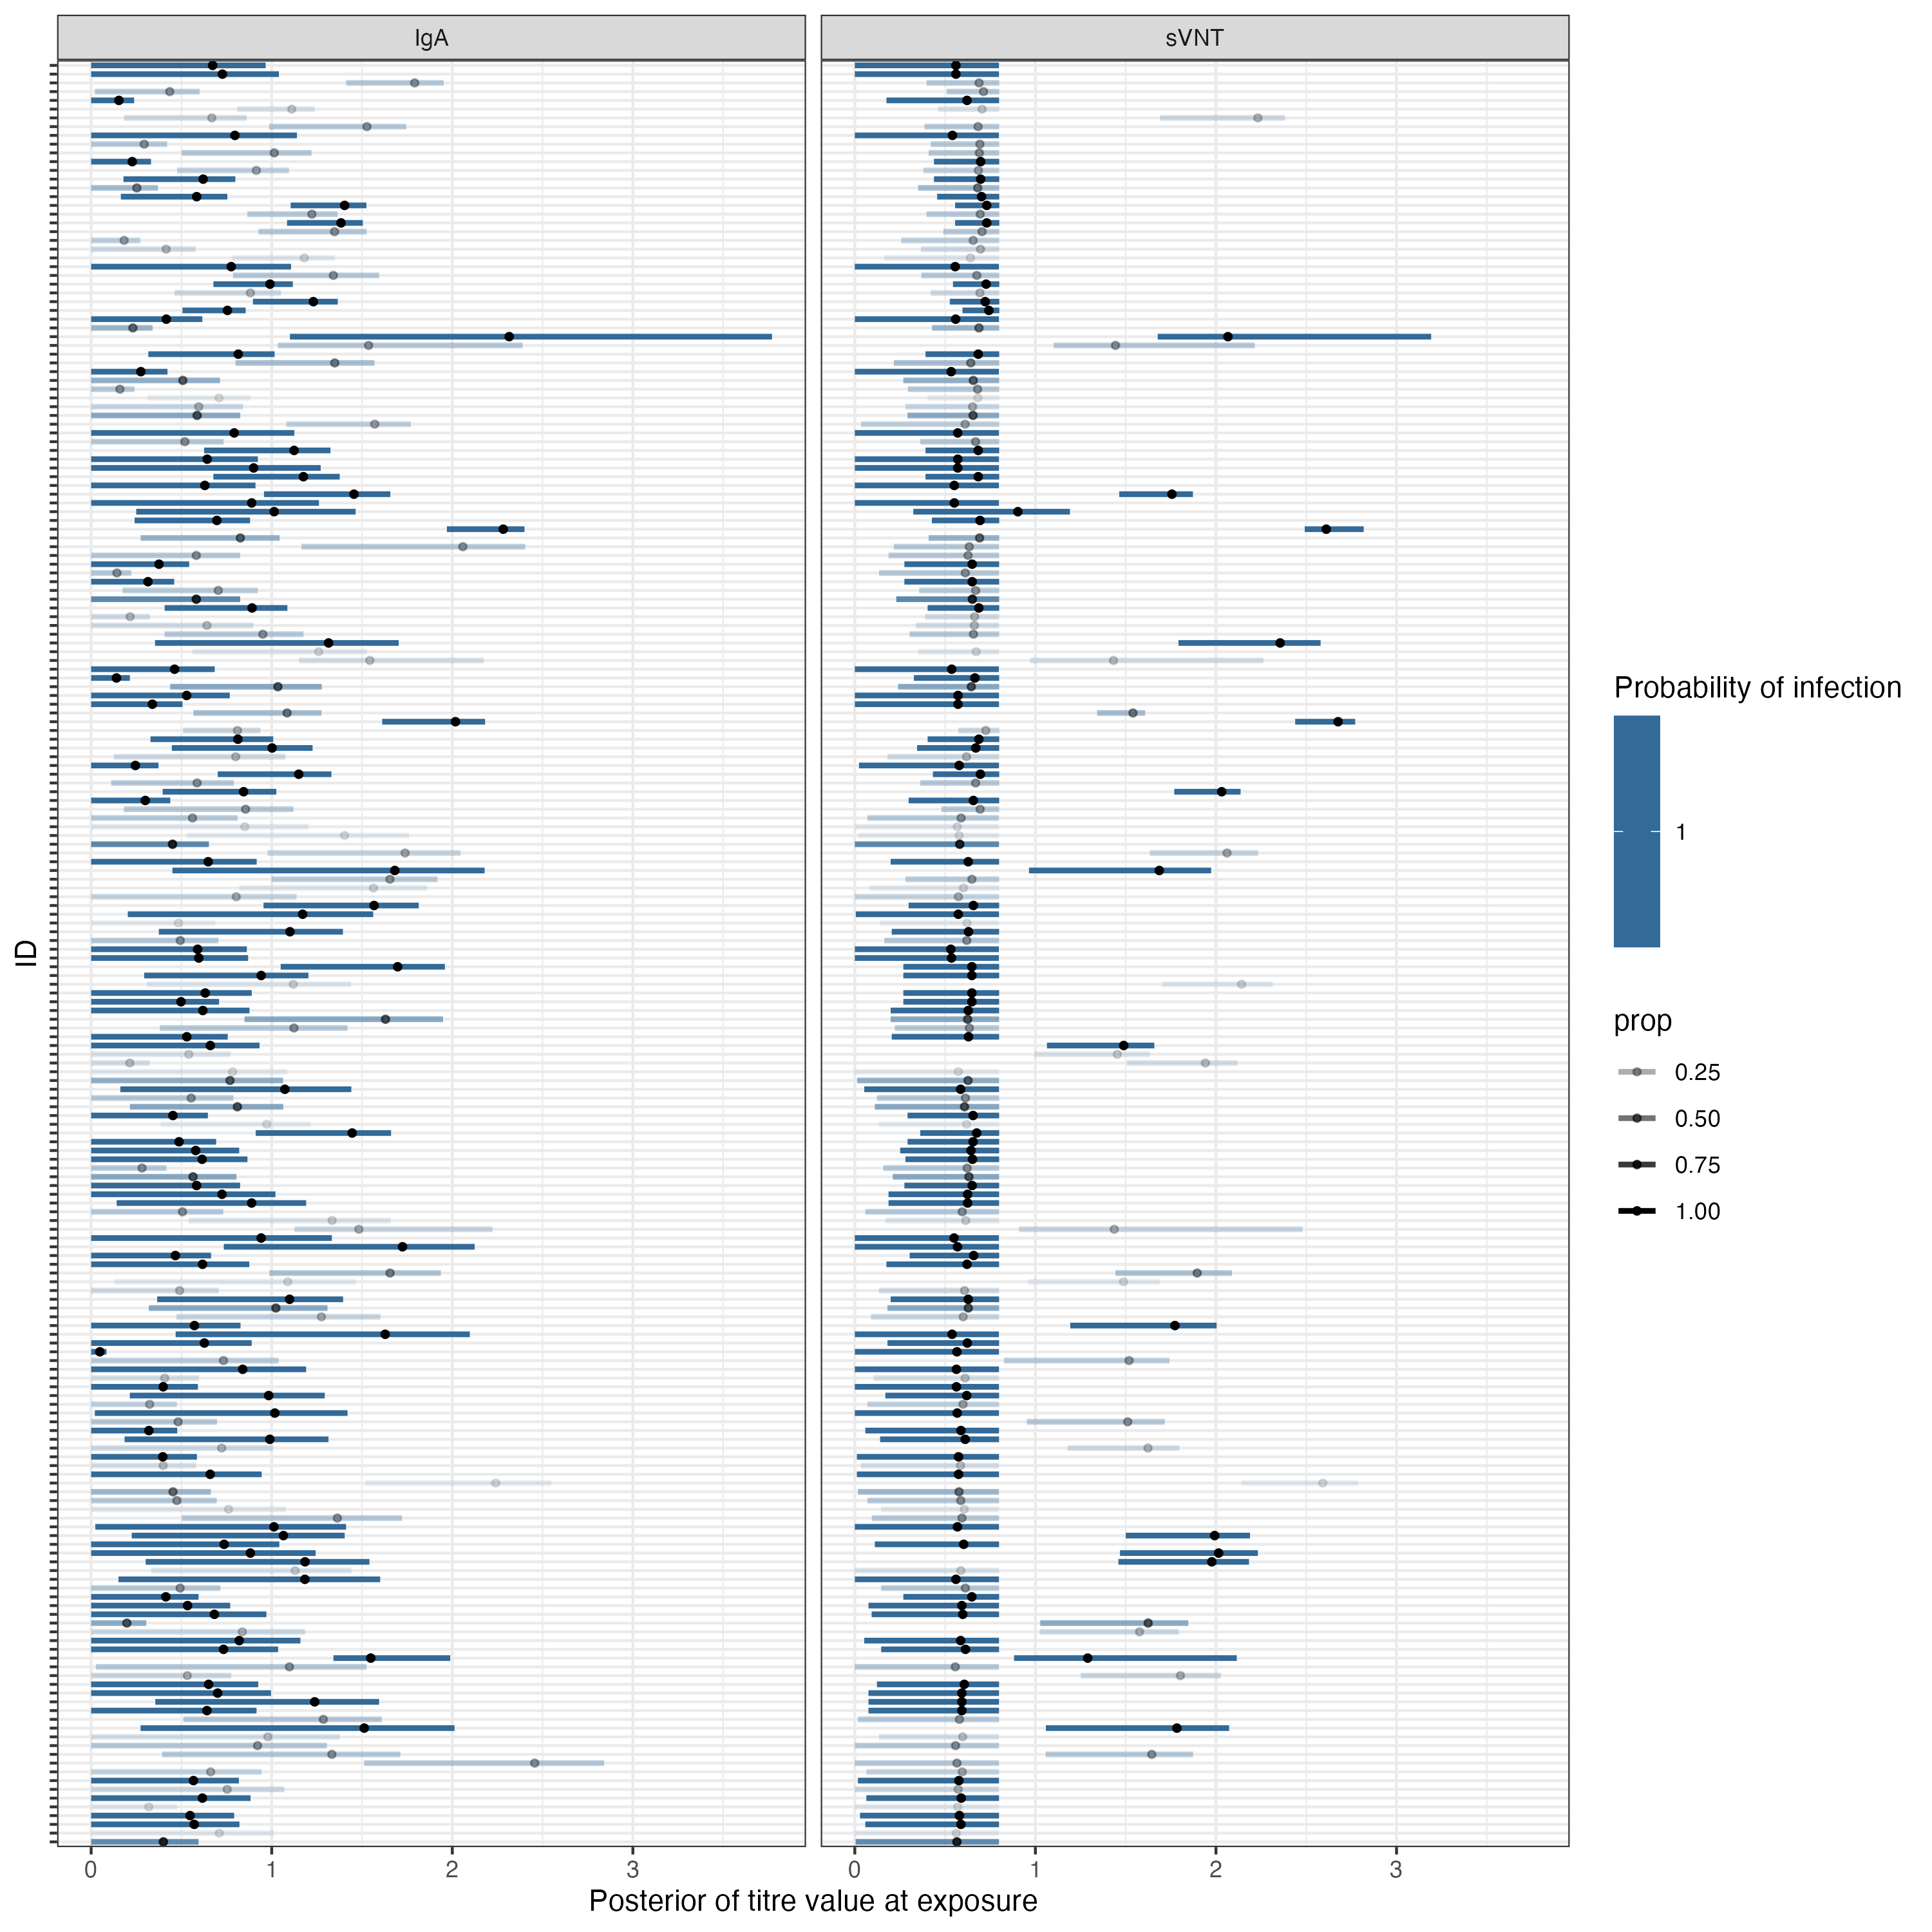 IgA
sVNT
ID
0
1
2
3
0
1
2
3
Posterior of titre value at exposure
Probability of infection
1
prop
0.25
0.50
0.75
1.00